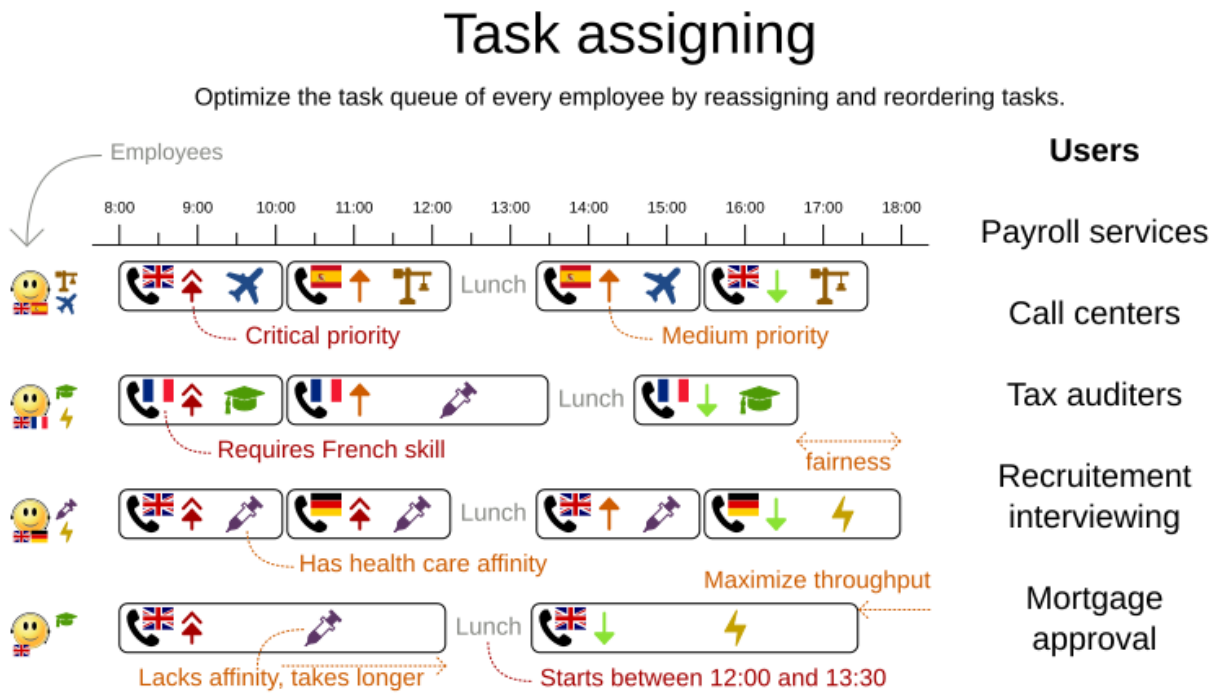 Task assigning
Optimize the task queue of every employee by reassigning and reordering tasks.
Employees
Users
8:00 9:00 10:00 11:00 12:00 13:00 14:00 15:00 16:00 17:00 18:00
Payroll services
Lunch
Call centers
Critical priority
Medium priority
Tax auditers
Lunch
Requires French skill
fairness
Recruitement
interviewing
Lunch
Has health care affinity
Maximize throughput
Mortgage
approval
Lunch
Lacks affinity, takes longer
Starts between 12:00 and 13:30